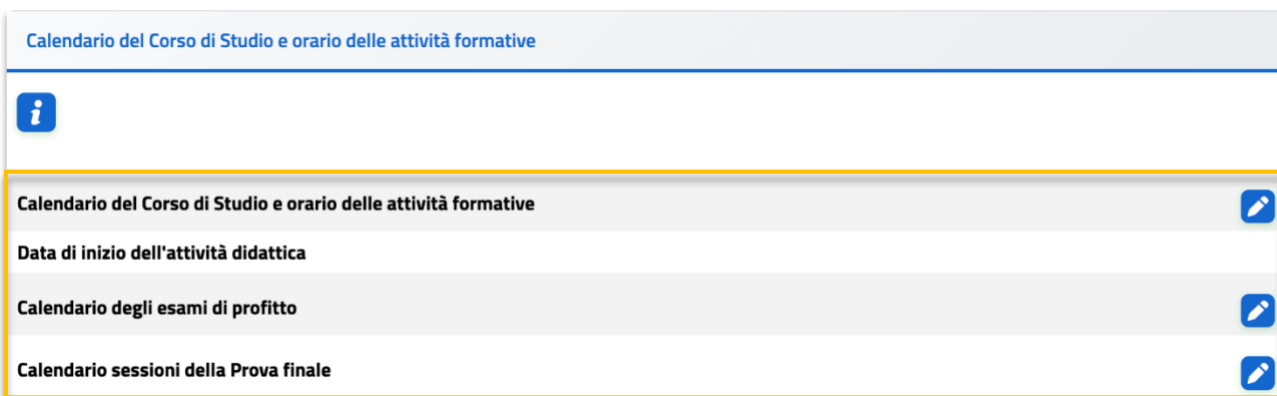 Calendario del Corso di Studio e orario delle attività formative
i
Calendario del Corso di Studio e orario delle attività formative
Data di inizio dell'attività didattica
Calendario degli esami di profitto
Calendario sessioni della Prova finale